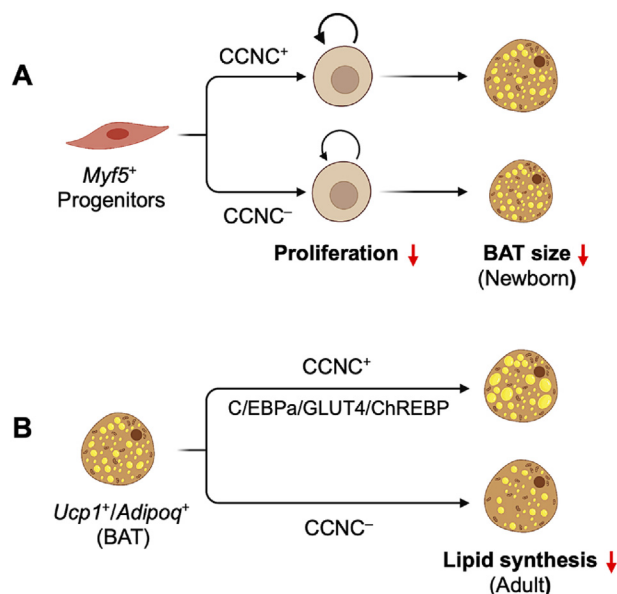 A
CCNC⁺
Myf5⁺
Progenitors
CCNC⁻
Proliferation ↓
BAT size ↓
(Newborn)
B
CCNC⁺
C/EBPa/GLUT4/ChREBP
Ucp1⁺/Adipoq⁺
(BAT)
CCNC⁻
Lipid synthesis ↓
(Adult)